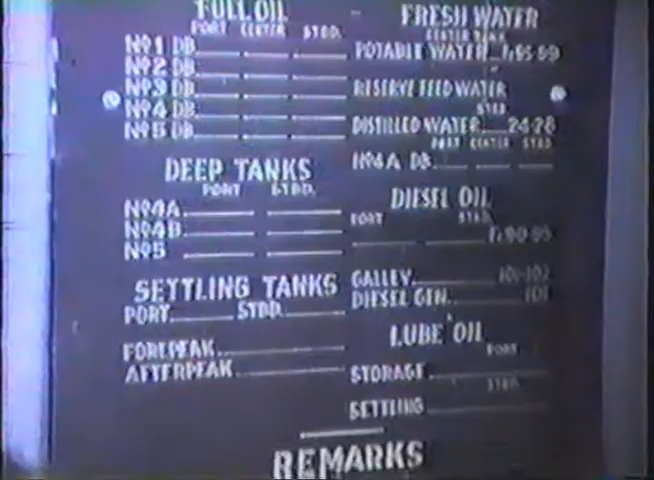 FULL OIL
PORT CENTER STBD.
Nº1 DB
Nº2 DB
Nº3 DB
Nº4 DB
Nº5 DB
DEEP TANKS
PORT STBD.
Nº4A
Nº4B
Nº5
SETTLING TANKS
PORT STBD.
FOREPEAK
AFTERPEAK
FRESH WATER
CENTER TANK
POTABLE WATER
RESERVE FEED WATER
STBD
DISTILLED WATER 24-28
PORT CENTER STBD
Nº4A DB
DIESEL OIL
PORT STBD.
GALLEY 101-102
DIESEL GEN. 101
LUBE OIL
PORT
STORAGE
STBD.
SETTLING
REMARKS